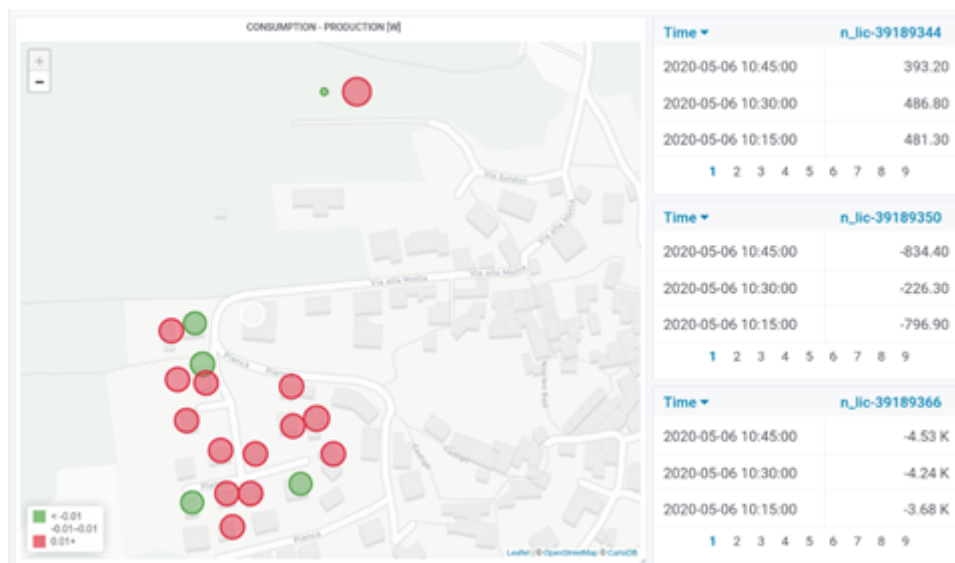 CONSUMPTION - PRODUCTION [W]
+
−
Via alla Motta
Via alla Motta
Via alla Motta
Pianca
Pianca
< -0.01
-0.01–0.01
0.01+
Leaflet | © OpenStreetMap © CartoDB
Time n_lic-39189344
2020-05-06 10:45:00 393.20
2020-05-06 10:30:00 486.80
2020-05-06 10:15:00 481.30
1 2 3 4 5 6 7 8 9
Time n_lic-39189350
2020-05-06 10:45:00 -834.40
2020-05-06 10:30:00 -226.30
2020-05-06 10:15:00 -796.90
1 2 3 4 5 6 7 8 9
Time n_lic-39189366
2020-05-06 10:45:00 -4.53 K
2020-05-06 10:30:00 -4.24 K
2020-05-06 10:15:00 -3.68 K
1 2 3 4 5 6 7 8 9